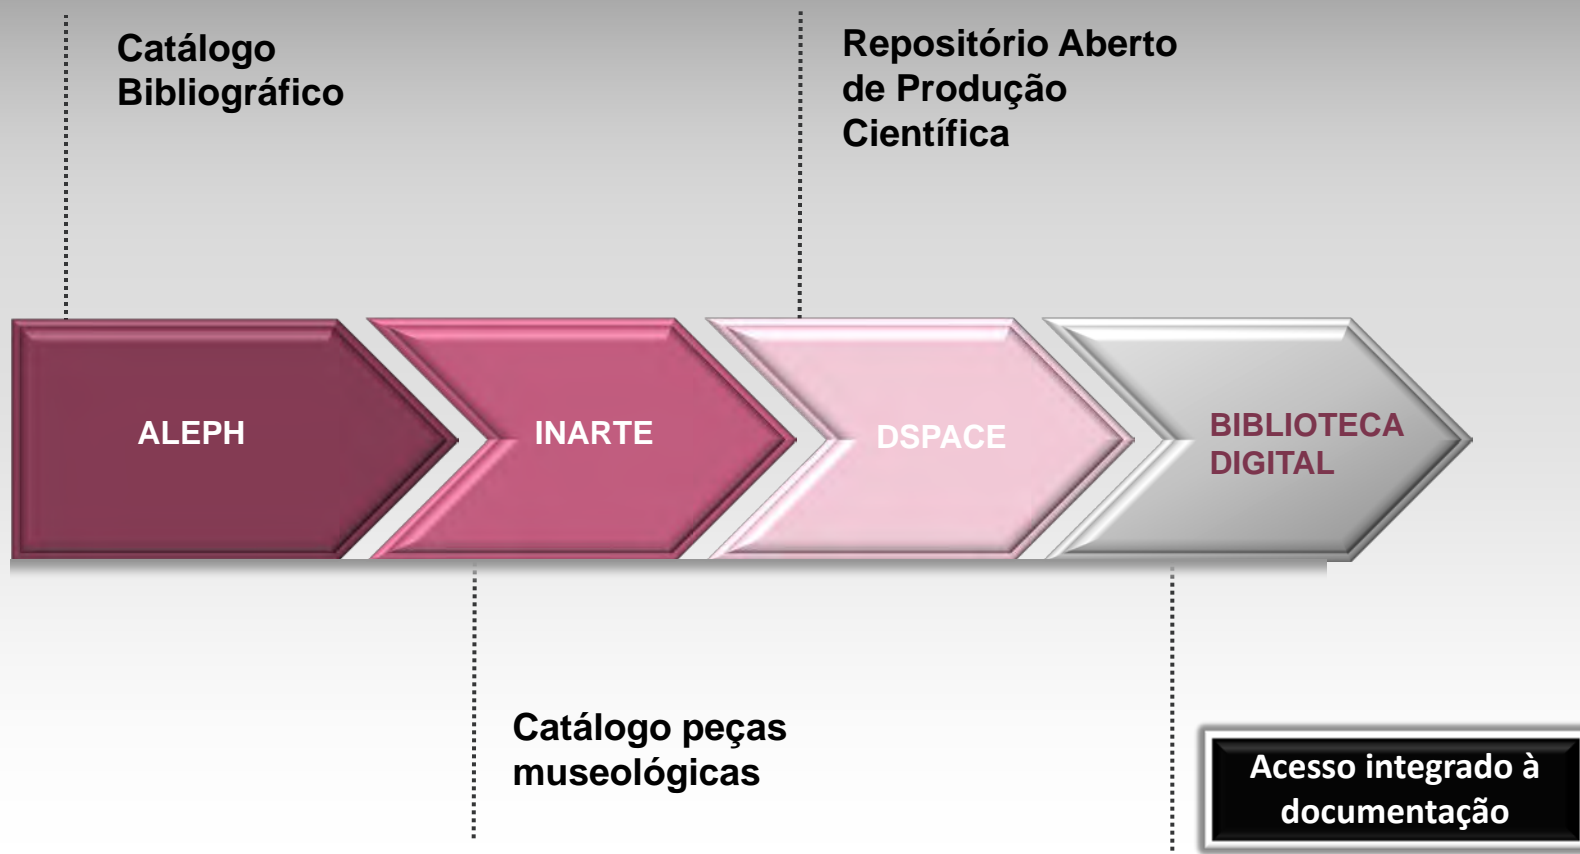 Catálogo
Bibliográfico
Repositório Aberto
de Produção
Científica
ALEPH
INARTE
DSPACE
BIBLIOTECA
DIGITAL
Catálogo peças
museológicas
Acesso integrado à
documentação